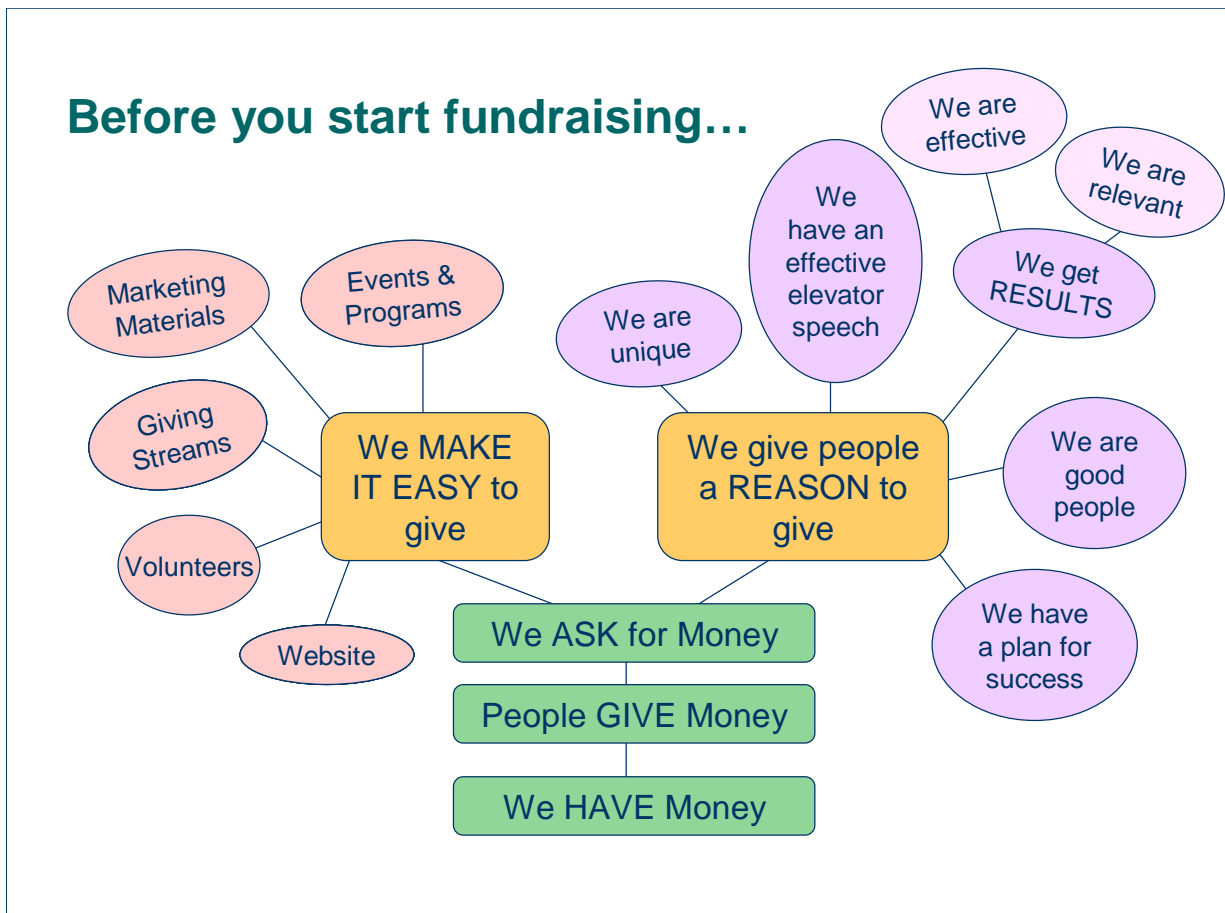 Before you start fundraising…
We are
effective
We are
relevant
We
have an
effective
elevator
speech
We get
RESULTS
Marketing
Materials
Events &
Programs
We are
unique
Giving
Streams
We MAKE
IT EASY to
give
We give people
a REASON to
give
We are
good
people
Volunteers
Website
We have
a plan for
success
We ASK for Money
People GIVE Money
We HAVE Money